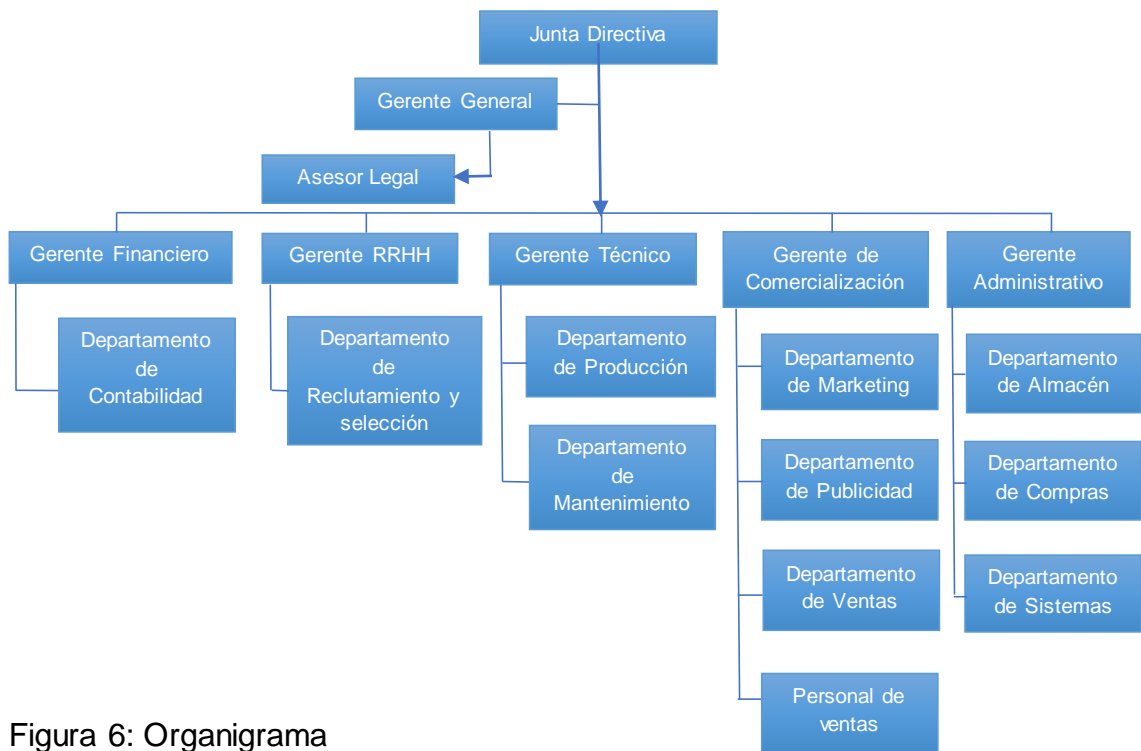 Junta Directiva
Gerente General
Asesor Legal
Gerente Financiero
Gerente RRHH
Gerente Técnico
Gerente de
Comercialización
Gerente
Administrativo
Departamento
de
Contabilidad
Departamento
de
Reclutamiento y
selección
Departamento
de Producción
Departamento
de
Mantenimiento
Departamento
de Marketing
Departamento
de Publicidad
Departamento
de Ventas
Personal de
ventas
Departamento
de Almacén
Departamento
de Compras
Departamento
de Sistemas
Figura 6: Organigrama